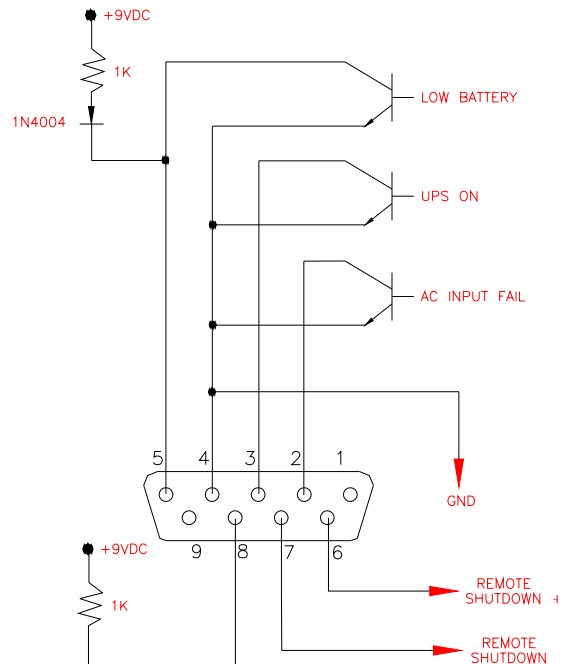 +9VDC
1K
1N4004
LOW BATTERY
UPS ON
AC INPUT FAIL
5 4 3 2 1
GND
9 8 7 6
+9VDC
1K
REMOTE
SHUTDOWN +
REMOTE
SHUTDOWN